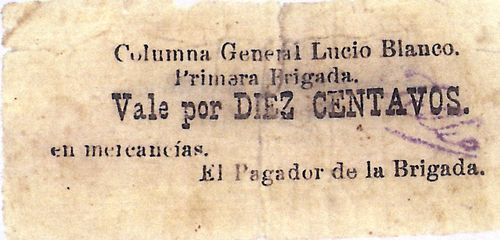 Columna General Lucio Blanco.
Primera Brigada.
Vale por DIEZ CENTAVOS.
en mercancías.
El Pagador de la Brigada.